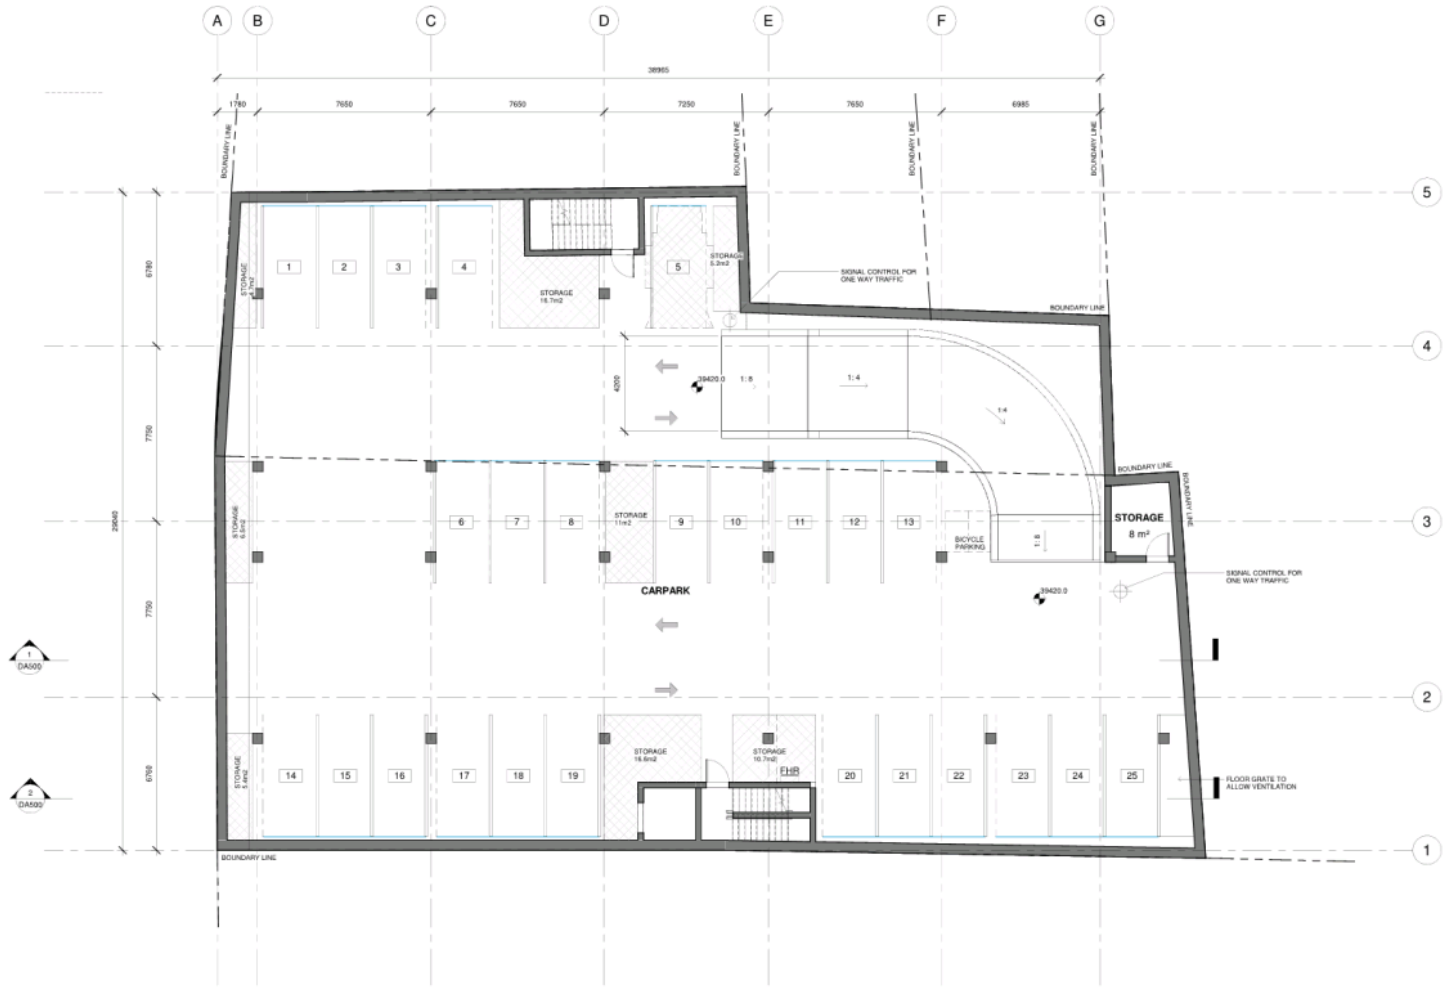 A B C D E F G
38965
1780 7650 7650 7250 7650 6985
BOUNDARY LINE
BOUNDARY LINE
BOUNDARY LINE
BOUNDARY LINE
5
6780
STORAGE
1 2 3 4
STORAGE
18.7m2
5
STORAGE
5.2m2
SIGNAL CONTROL FOR
ONE WAY TRAFFIC
BOUNDARY LINE
4
4200
39420.0
1: 8
1: 4
1:4
7750
BOUNDARY LINE
BOUNDARY LINE
STORAGE
6 7 8
STORAGE
11m2
9 10 11 12 13
BICYCLE
PARKING
1: 8
STORAGE
8 m²
3
29040
SIGNAL CONTROL FOR
ONE WAY TRAFFIC
CARPARK
39420.0
7750
1
DA500
2
6760
STORAGE
5.4m2
14 15 16 17 18 19
STORAGE
16.6m2
STORAGE
10.7m2
FHR
20 21 22 23 24 25
FLOOR GRATE TO
ALLOW VENTILATION
2
DA500
BOUNDARY LINE
1